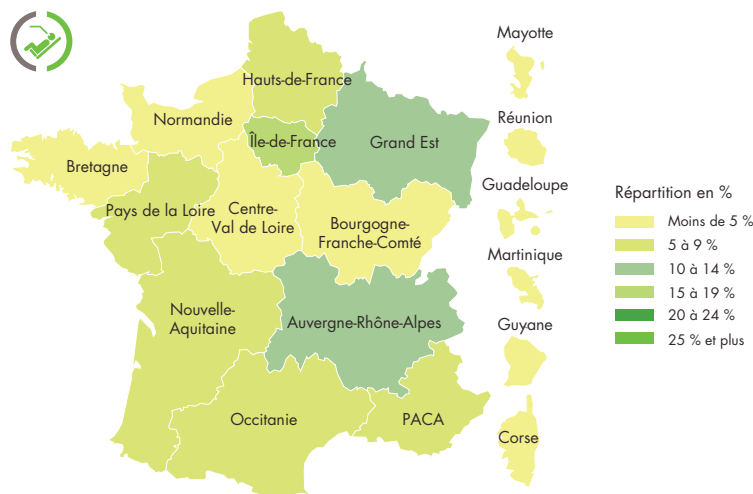 Mayotte
Hauts-de-France
Normandie
Réunion
Île-de-France
Grand Est
Bretagne
Guadeloupe
Pays de la Loire
Centre-
Val de Loire
Bourgogne-
Franche-Comté
Martinique
Nouvelle-
Aquitaine
Auvergne-Rhône-Alpes
Guyane
Occitanie
PACA
Corse
Répartition en %
Moins de 5 %
5 à 9 %
10 à 14 %
15 à 19 %
20 à 24 %
25 % et plus